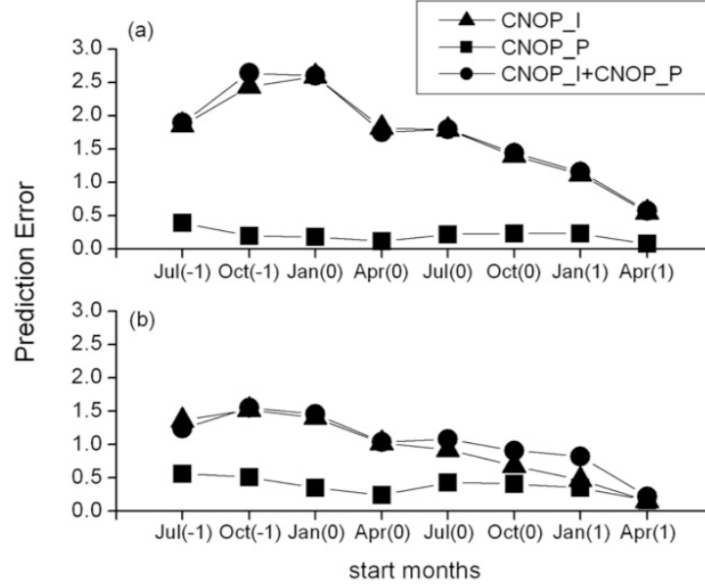 CNOP_I
CNOP_P
CNOP_I+CNOP_P
(a)
3.0
2.5
2.0
1.5
1.0
0.5
0.0
Jul(-1) Oct(-1) Jan(0) Apr(0) Jul(0) Oct(0) Jan(1) Apr(1)
Prediction Error
(b)
3.0
2.5
2.0
1.5
1.0
0.5
0.0
Jul(-1) Oct(-1) Jan(0) Apr(0) Jul(0) Oct(0) Jan(1) Apr(1)
start months